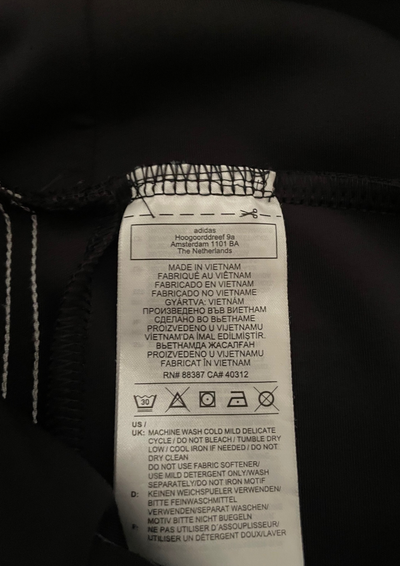 adidas
Hoogoorddreef 9a
Amsterdam 1101 BA
The Netherlands
MADE IN VIETNAM
FABRIQUÉ AU VIÊTNAM
FABRICADO EN VIETNAM
FABRICADO NO VIETNAME
GYÁRTVA: VIETNÁM
ПРОИЗВЕДЕНО ВЪВ ВИЕТНАМ
СДЕЛАНО ВО ВЬЕТНАМЕ
PROIZVEDENO U VIJETNAMU
VİETNAM'DA İMAL EDİLMİŞTİR.
ВЬЕТНАМДА ЖАСАЛҒАН
PROIZVEDENO U VIJETNAMU
FABRICAT ÎN VIETNAM
RN# 88387 CA# 40312
30
US /
UK: MACHINE WASH COLD MILD DELICATE
CYCLE / DO NOT BLEACH / TUMBLE DRY
LOW / COOL IRON IF NEEDED / DO NOT
DRY CLEAN
DO NOT USE FABRIC SOFTENER/
USE MILD DETERGENT ONLY/WASH
SEPARATELY/DO NOT IRON MOTIF
D: KEINEN WEICHSPUELER VERWENDEN/
BITTE FEINWASCHMITTEL
VERWENDEN/SEPARAT WASCHEN/
MOTIV BITTE NICHT BUEGELN
F: NE PAS UTILISER D'ASSOUPLISSEUR/
UTILISER UN DÉTERGENT DOUX/LAVER